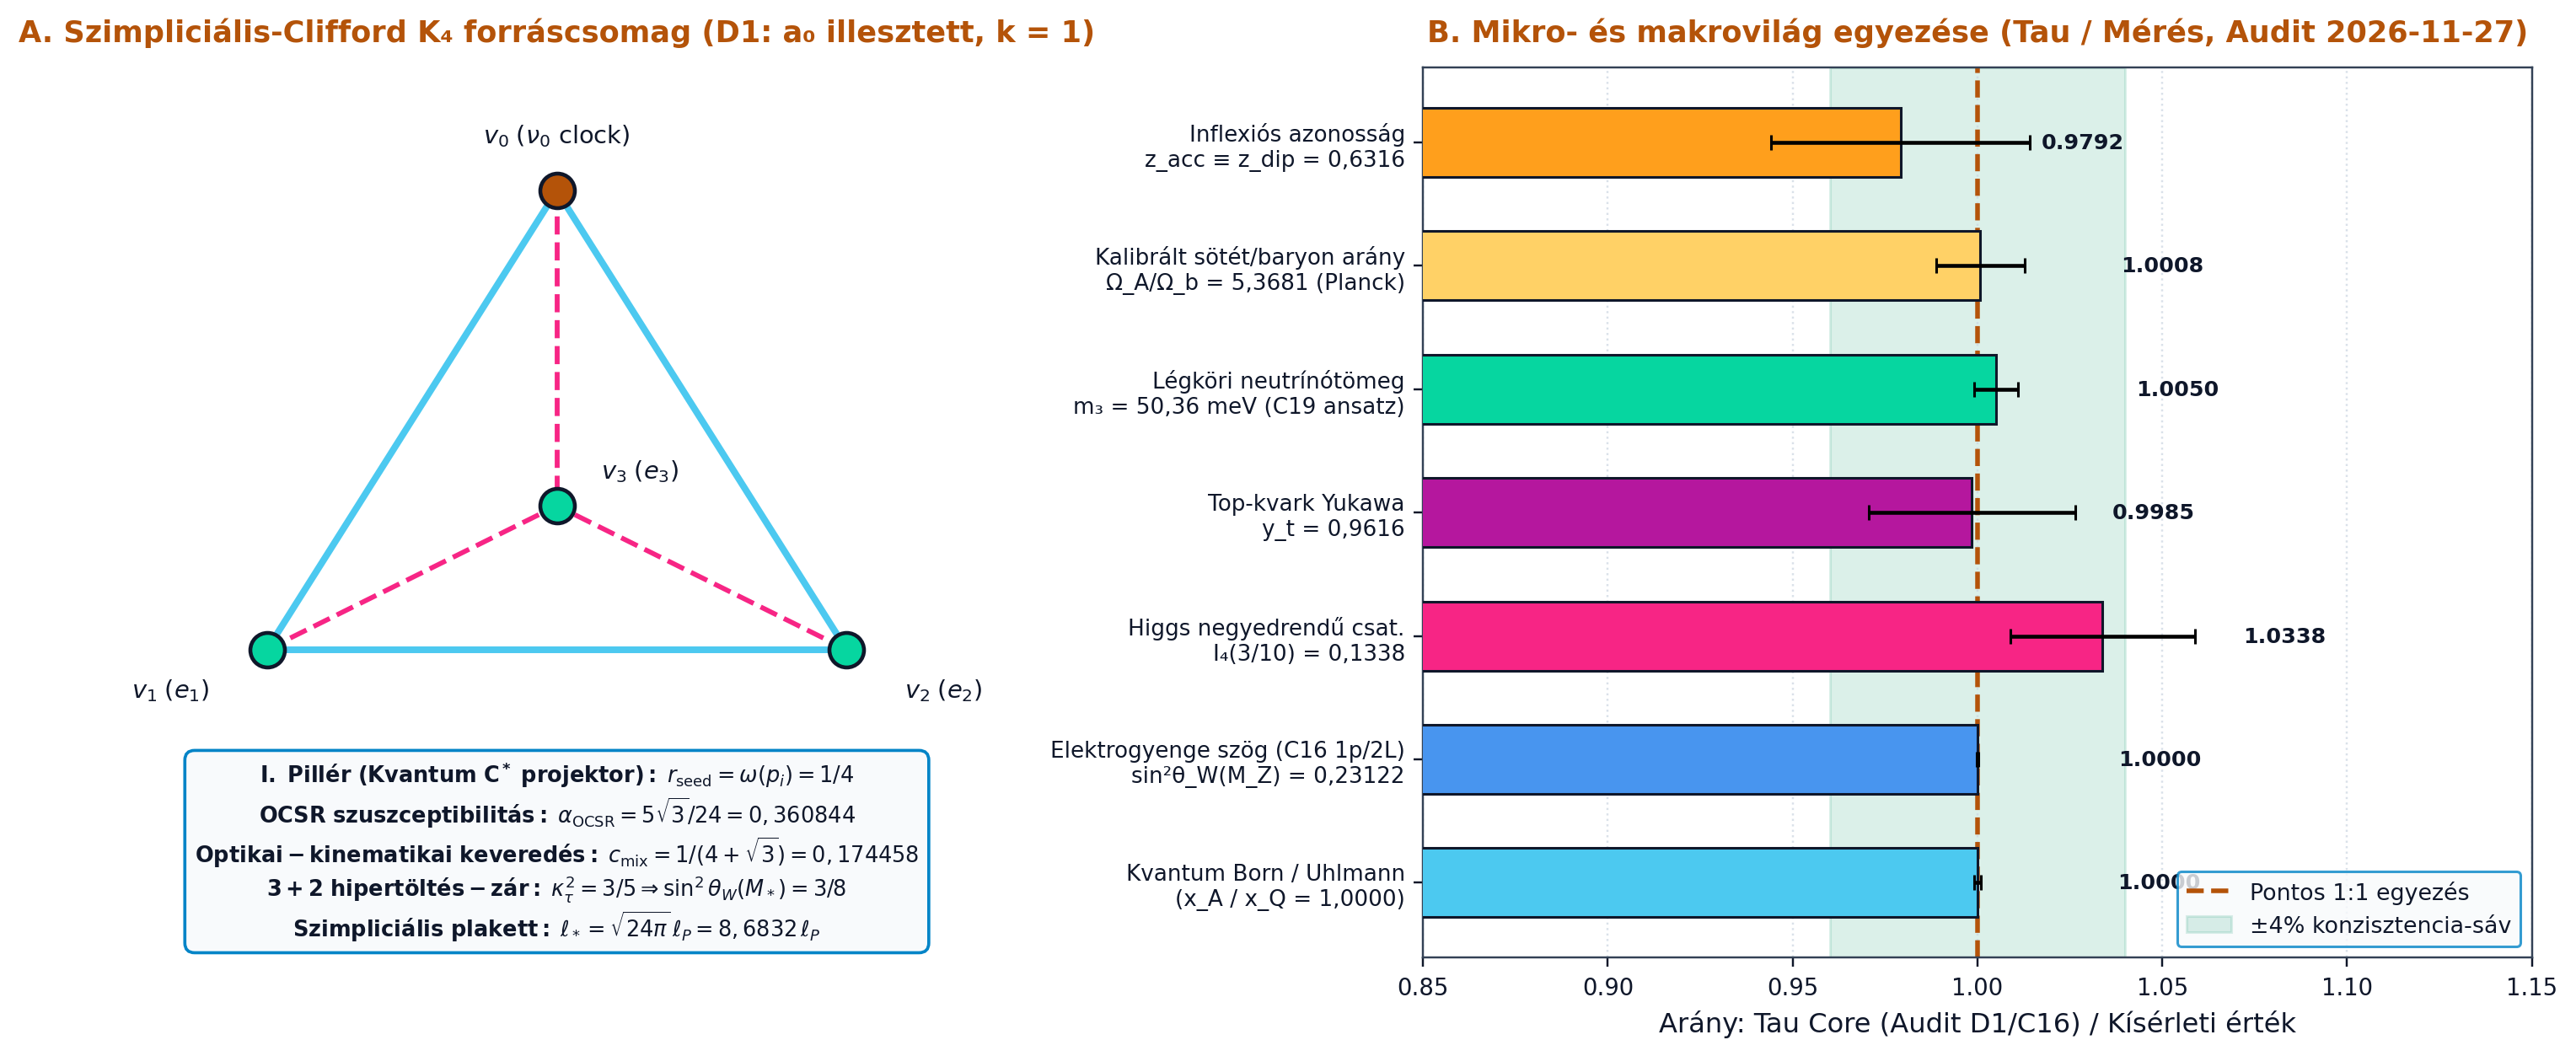 A. Szimpliciális-Clifford K₄ forráscsomag (D1: a₀ illesztett, k = 1)
v₀ (ν₀ clock)
v₃ (e₃)
v₁ (e₁)
v₂ (e₂)
I. Pillér (Kvantum C* projektor): r_seed = ω(p_i) = 1/4
OCSR szuszceptibilitás: α_OCSR = 5√3/24 = 0,360844
Optikai − kinematikai keveredés: c_mix = 1/(4 + √3) = 0,174458
3 + 2 hipertöltés − zár: κ_τ² = 3/5 ⇒ sin² θ_W(M_*) = 3/8
Szimpliciális plakett: ℓ_* = √24π ℓ_P = 8,6832 ℓ_P
B. Mikro- és makrovilág egyezése (Tau / Mérés, Audit 2026-11-27)
Inflexiós azonosság
z_acc ≡ z_dip = 0,6316
0.9792
Kalibrált sötét/baryon arány
Ω_A/Ω_b = 5,3681 (Planck)
1.0008
Légköri neutrínótömeg
m₃ = 50,36 meV (C19 ansatz)
1.0050
Top-kvark Yukawa
y_t = 0,9616
0.9985
Higgs negyedrendű csat.
I₄(3/10) = 0,1338
1.0338
Elektrogyenge szög (C16 1p/2L)
sin²θ_W(M_Z) = 0,23122
1.0000
Kvantum Born / Uhlmann
(x_A / x_Q = 1,0000)
1.0000
Pontos 1:1 egyezés
±4% konzisztencia-sáv
0.85 0.90 0.95 1.00 1.05 1.10 1.15
Arány: Tau Core (Audit D1/C16) / Kísérleti érték